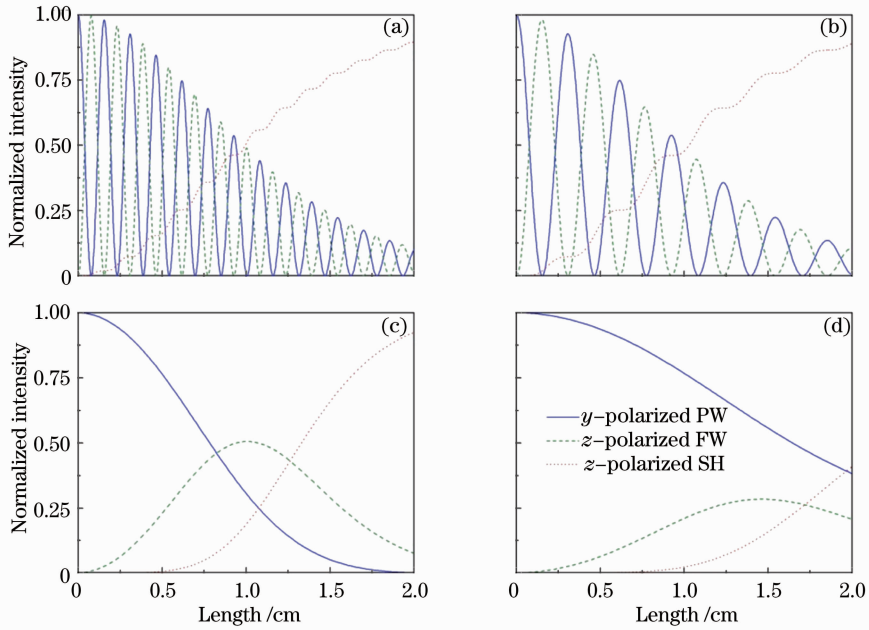 1.00
0.75
0.50
0.25
0
Normalized intensity
(a)
(b)
1.00
0.75
0.50
0.25
0
Normalized intensity
0 0.5 1.0 1.5 2.0
Length /cm
(c)
(d)
y-polarized PW
z-polarized FW
z-polarized SH
0 0.5 1.0 1.5 2.0
Length /cm